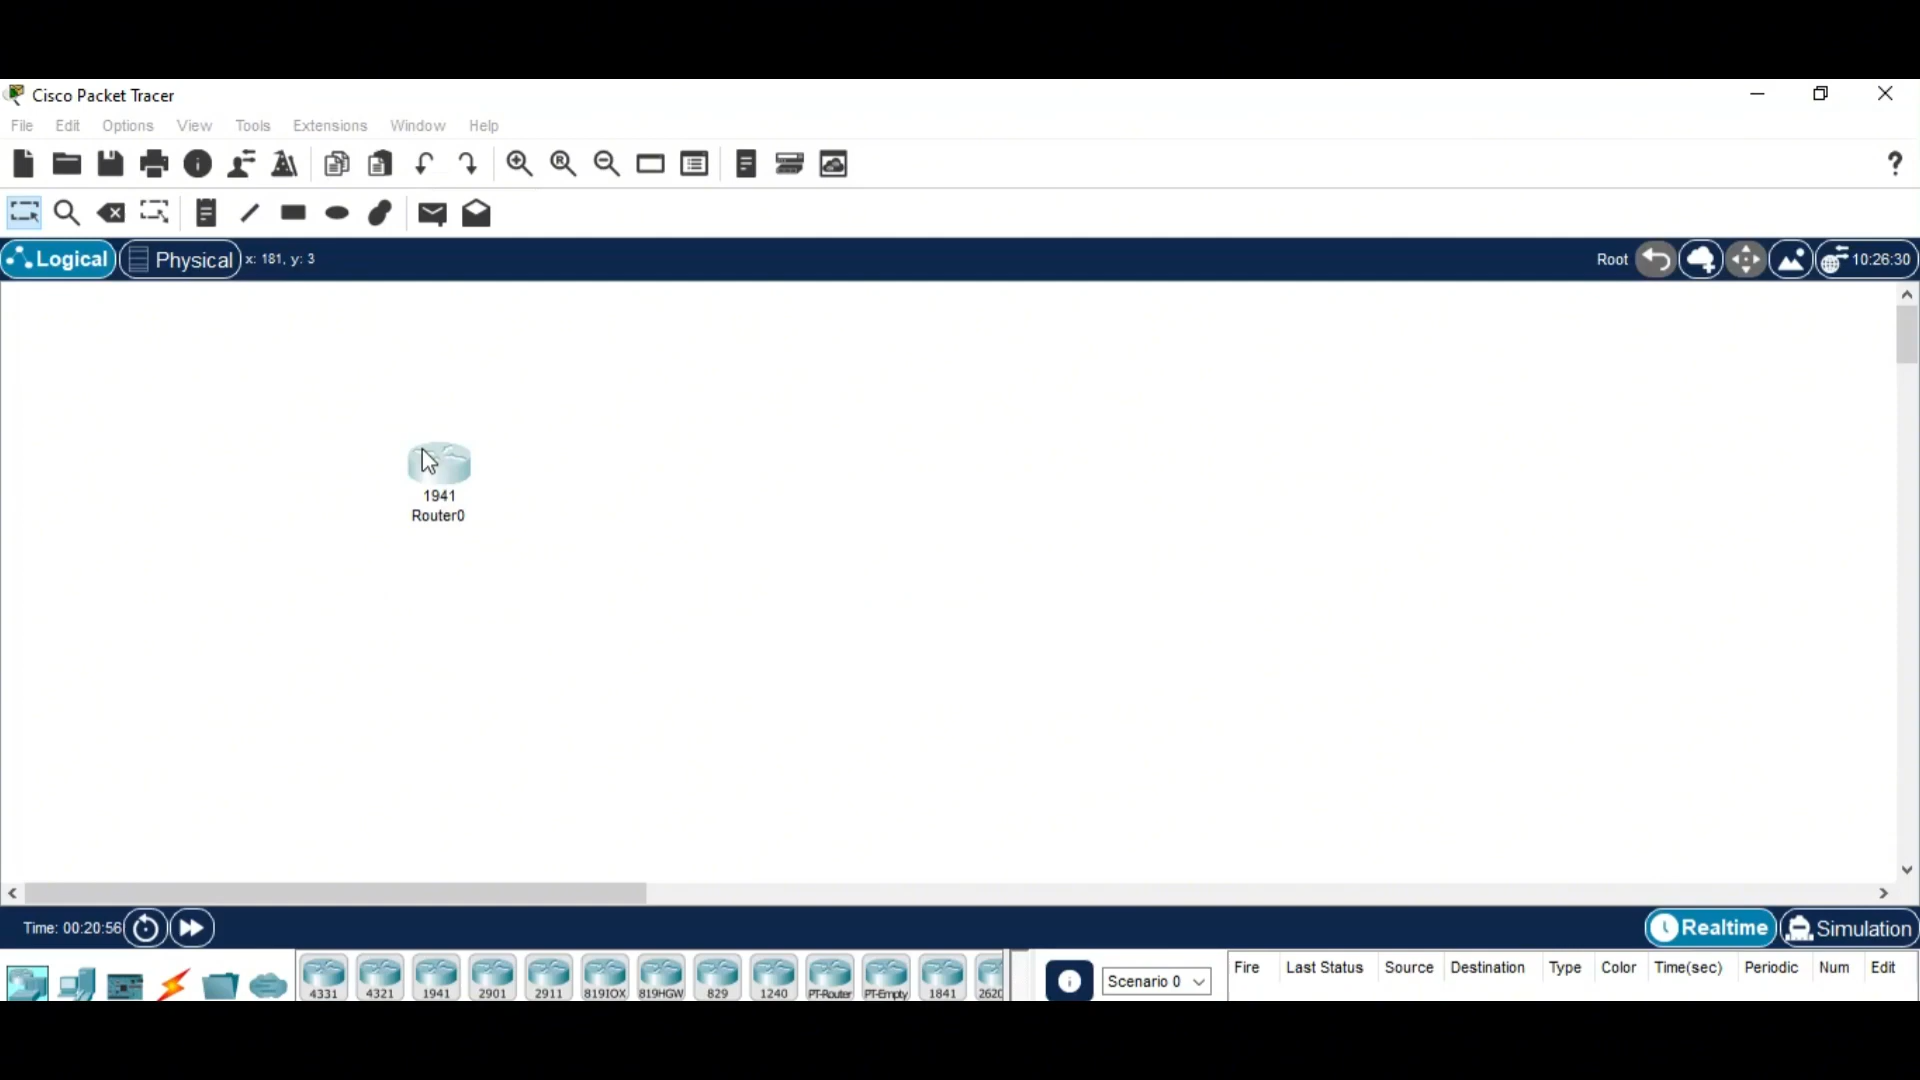 Cisco Packet Tracer
File Edit Options View Tools Extensions Window Help
?
Logical Physical x: 181, y: 3 Root 10:26:30
1941
Router0
Time: 00:20:56 Realtime Simulation
4331 4321 1941 2901 2911 819IOX 819HGW 829 1240 PT-Router PT-Empty 1841 2620
Scenario 0 Fire Last Status Source Destination Type Color Time(sec) Periodic Num Edit